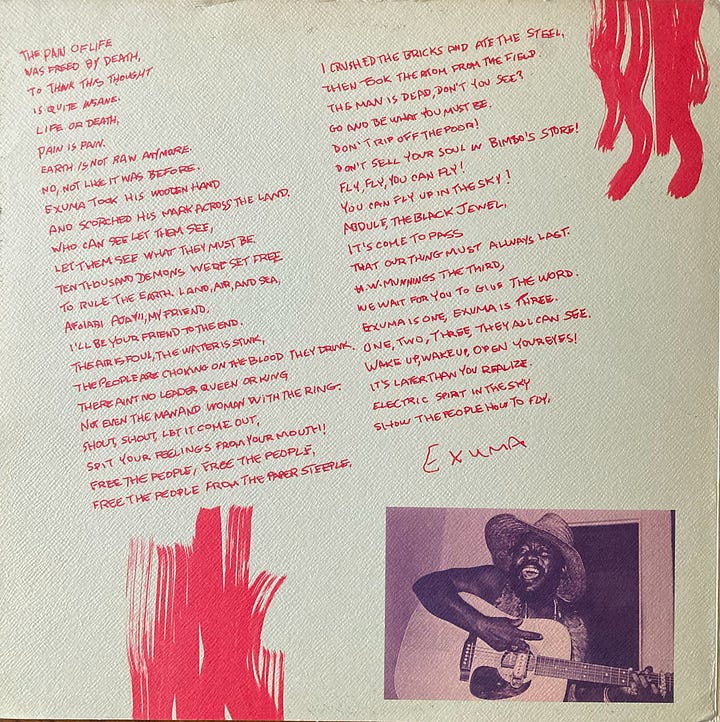 THE PAIN OF LIFE
WAS FREED BY DEATH,
TO THINK THIS THOUGHT
IS QUITE INSANE.
LIFE OR DEATH,
PAIN IS PAIN.
EARTH IS NOT RAW ANYMORE.
NO, NOT LIKE IT WAS BEFORE.
EXUMA TOOK HIS WOODEN HAND
AND SCORCHED HIS MARK ACROSS THE LAND.
WHO CAN SEE LET THEM SEE,
LET THEM SEE WHAT THEY MUST BE.
TEN THOUSAND DEMONS WERE SET FREE
TO RULE THE EARTH. LAND, AIR, AND SEA,
AFOLABI AJAYII, MY FRIEND,
I'LL BE YOUR FRIEND TO THE END.
THE AIR IS FOUL, THE WATER IS STINK,
THE PEOPLE ARE CHOKING ON THE BLOOD THEY DRINK.
THERE AINT NO LEADER, QUEEN OR KING
NOT EVEN THE MAN AND WOMAN WITH THE RING.
SHOUT, SHOUT, LET IT COME OUT,
SPIT YOUR FEELINGS FROM YOUR MOUTH!!
FREE THE PEOPLE, FREE THE PEOPLE,
FREE THE PEOPLE FROM THE PAPER STEEPLE.
I CRUSHED THE BRICKS AND ATE THE STEEL,
THEN TOOK THE ATOM FROM THE FIELD.
THE MAN IS DEAD, DON'T YOU SEE?
GO AND BE WHAT YOU MUST BE.
DON'T RIP OFF THE POOR!
DON'T SELL YOUR SOUL IN BIMBO'S STORE!
FLY, FLY, YOU CAN FLY!
YOU CAN FLY UP IN THE SKY!
ABDULE, THE BLACK JEWEL,
IT'S COME TO PASS
THAT OUR THING MUST ALLWAYS LAST.
H.W. MUNNINGS THE THIRD,
WE WAIT FOR YOU TO GIVE THE WORD.
EXUMA IS ONE, EXUMA IS THREE.
ONE, TWO, THREE, THEY ALL CAN SEE.
WAKE UP, WAKE UP, OPEN YOUR EYES!
IT'S LATER THAN YOU REALIZE.
ELECTRIC SPIRIT IN THE SKY
SHOW THE PEOPLE HOW TO FLY.
EXUMA